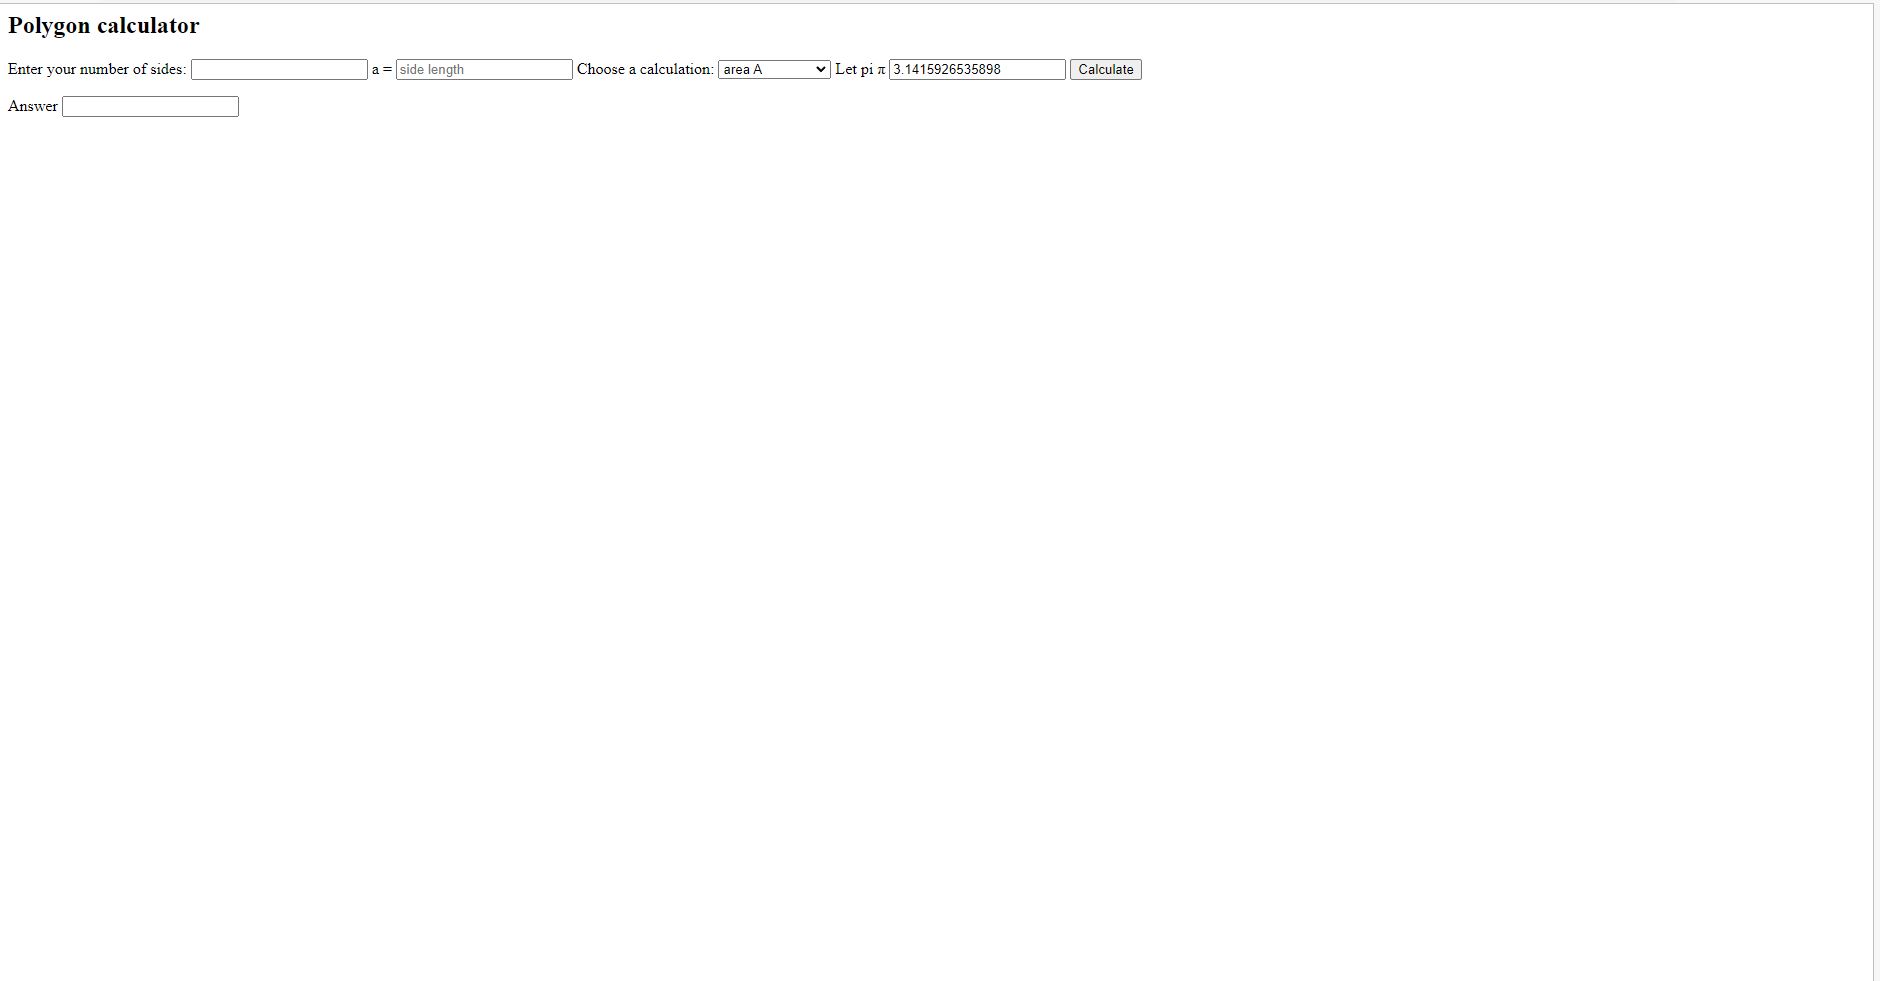 Polygon calculator
Enter your number of sides: a = side length Choose a calculation: area A Let pi π 3.1415926535898 Calculate
Answer